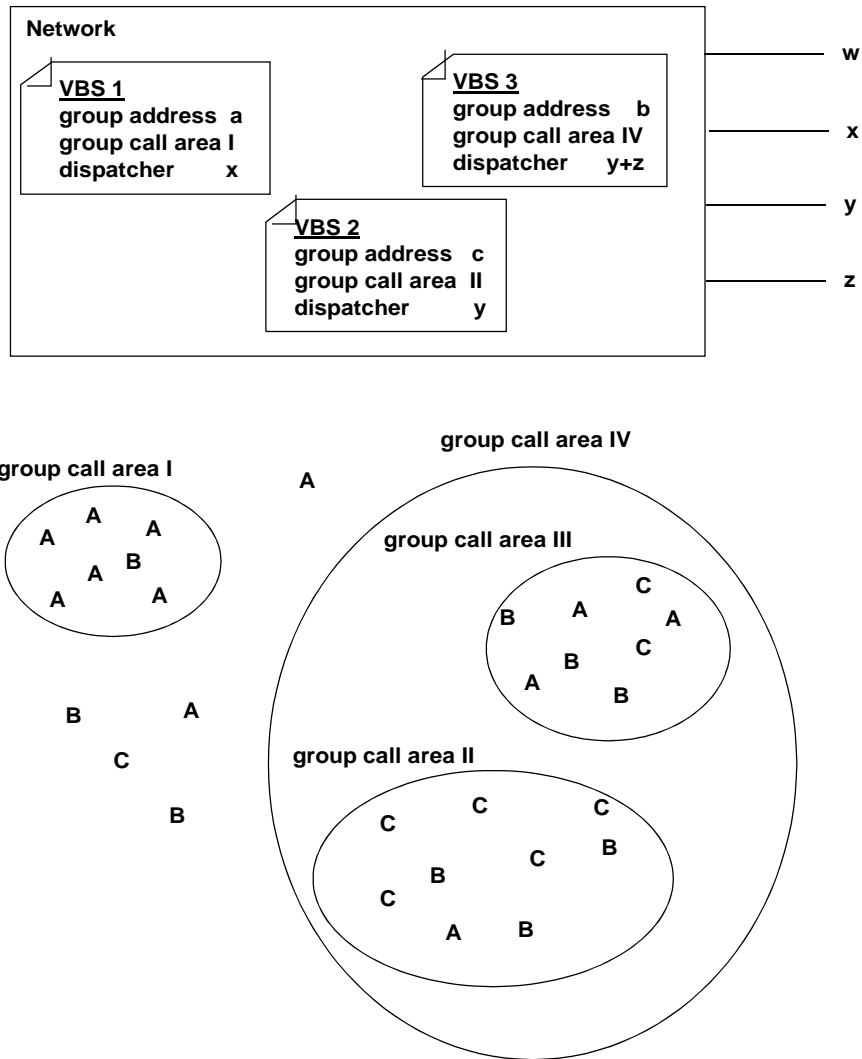 Network
VBS 1
group address a
group call area I
dispatcher x
VBS 3
group address b
group call area IV
dispatcher y+z
VBS 2
group address c
group call area II
dispatcher y
w
x
y
z
group call area IV
group call area I
A
group call area III
A
A
A
A
B
A
A
C
B
A
A
C
B
A
B
B
A
C
B
group call area II
C
C
C
B
C
B
C
A
B